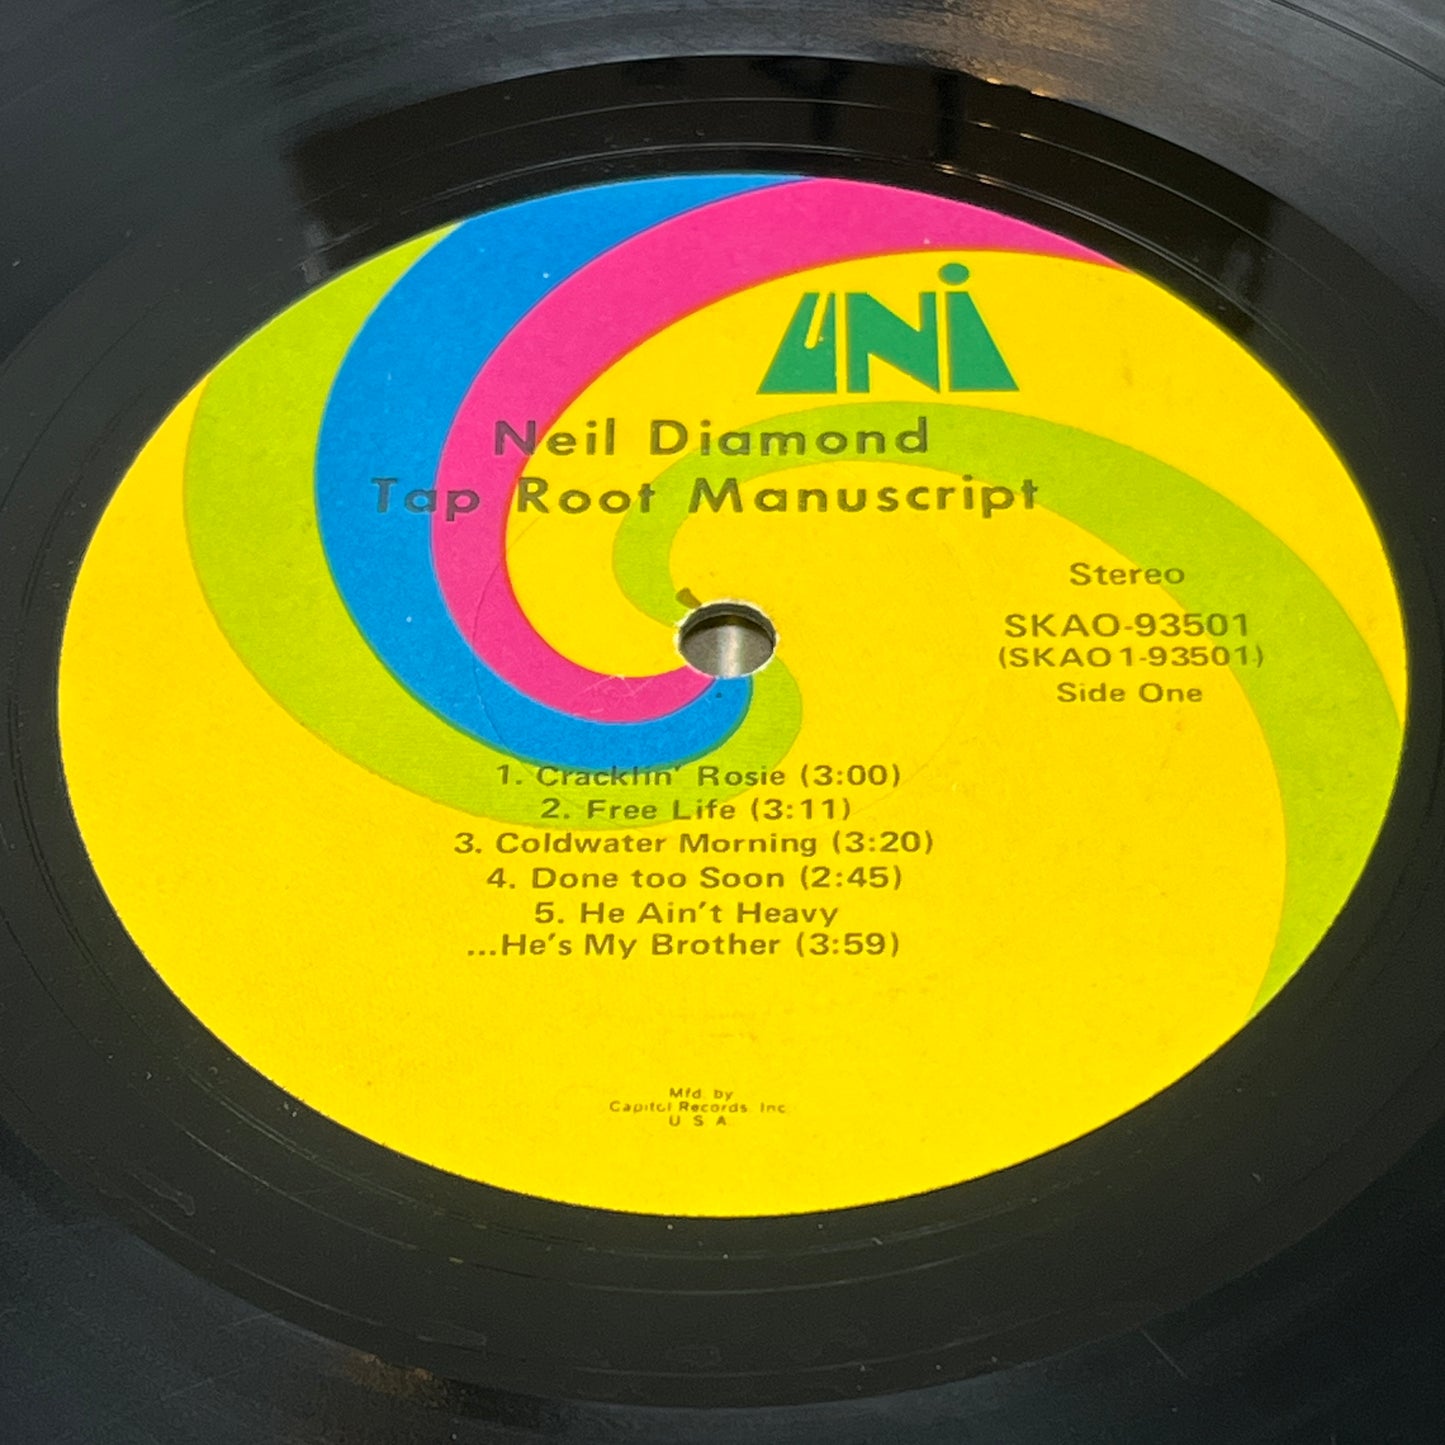 UNI
Neil Diamond
Tap Root Manuscript
Stereo
SKAO-93501
(SKAO1-93501)
Side One
1. Cracklin' Rosie (3:00)
2. Free Life (3:11)
3. Coldwater Morning (3:20)
4. Done too Soon (2:45)
5. He Ain't Heavy
...He's My Brother (3:59)
Mfd. by
Capitol Records, Inc.
U S A